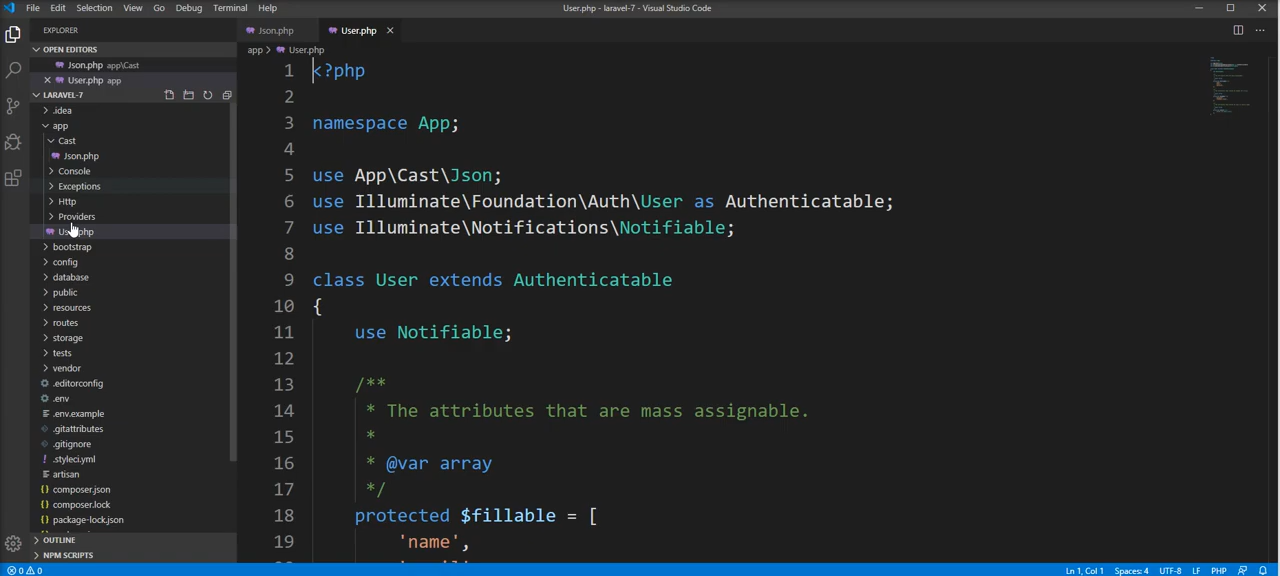 File Edit Selection View Go Debug Terminal Help
User.php - laravel-7 - Visual Studio Code
EXPLORER
OPEN EDITORS
Json.php app\Cast
User.php app
LARAVEL-7
.idea
app
Cast
Json.php
Console
Exceptions
Http
Providers
User.php
bootstrap
config
database
public
resources
routes
storage
tests
vendor
.editorconfig
.env
.env.example
.gitattributes
.gitignore
.styleci.yml
artisan
composer.json
composer.lock
package-lock.json
OUTLINE
NPM SCRIPTS
Json.php User.php
app > User.php
1 <?php
2
3 namespace App;
4
5 use App\Cast\Json;
6 use Illuminate\Foundation\Auth\User as Authenticatable;
7 use Illuminate\Notifications\Notifiable;
8
9 class User extends Authenticatable
10 {
11 use Notifiable;
12
13 /**
14 * The attributes that are mass assignable.
15 *
16 * @var array
17 */
18 protected $fillable = [
19 'name',
0 0 Ln 1, Col 1 Spaces: 4 UTF-8 LF PHP